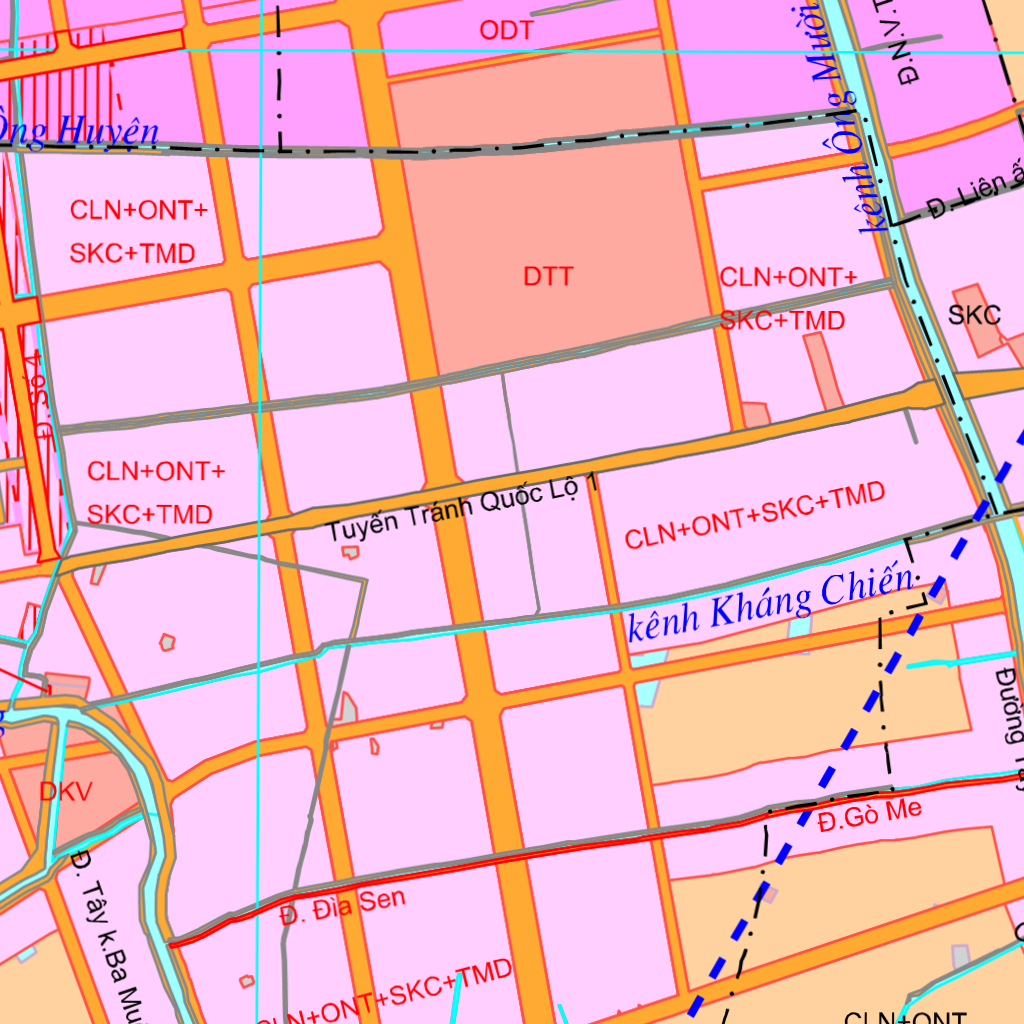 ODT
Đ.N.V.T
kênh Ông Mười
Ông Huyện
Đ. Liên ấ
CLN+ONT+
SKC+TMD
DTT
CLN+ONT+
SKC+TMD
SKC
Đ. Số 4
CLN+ONT+
SKC+TMD
Tuyến Tránh Quốc Lộ 1
CLN+ONT+SKC+TMD
kênh Kháng Chiến
Đường
DKV
Đ.Gò Me
Đ. Tây k.Ba Mu
Đ. Đìa Sen
CLN+ONT+SKC+TMD
CLN+ONT